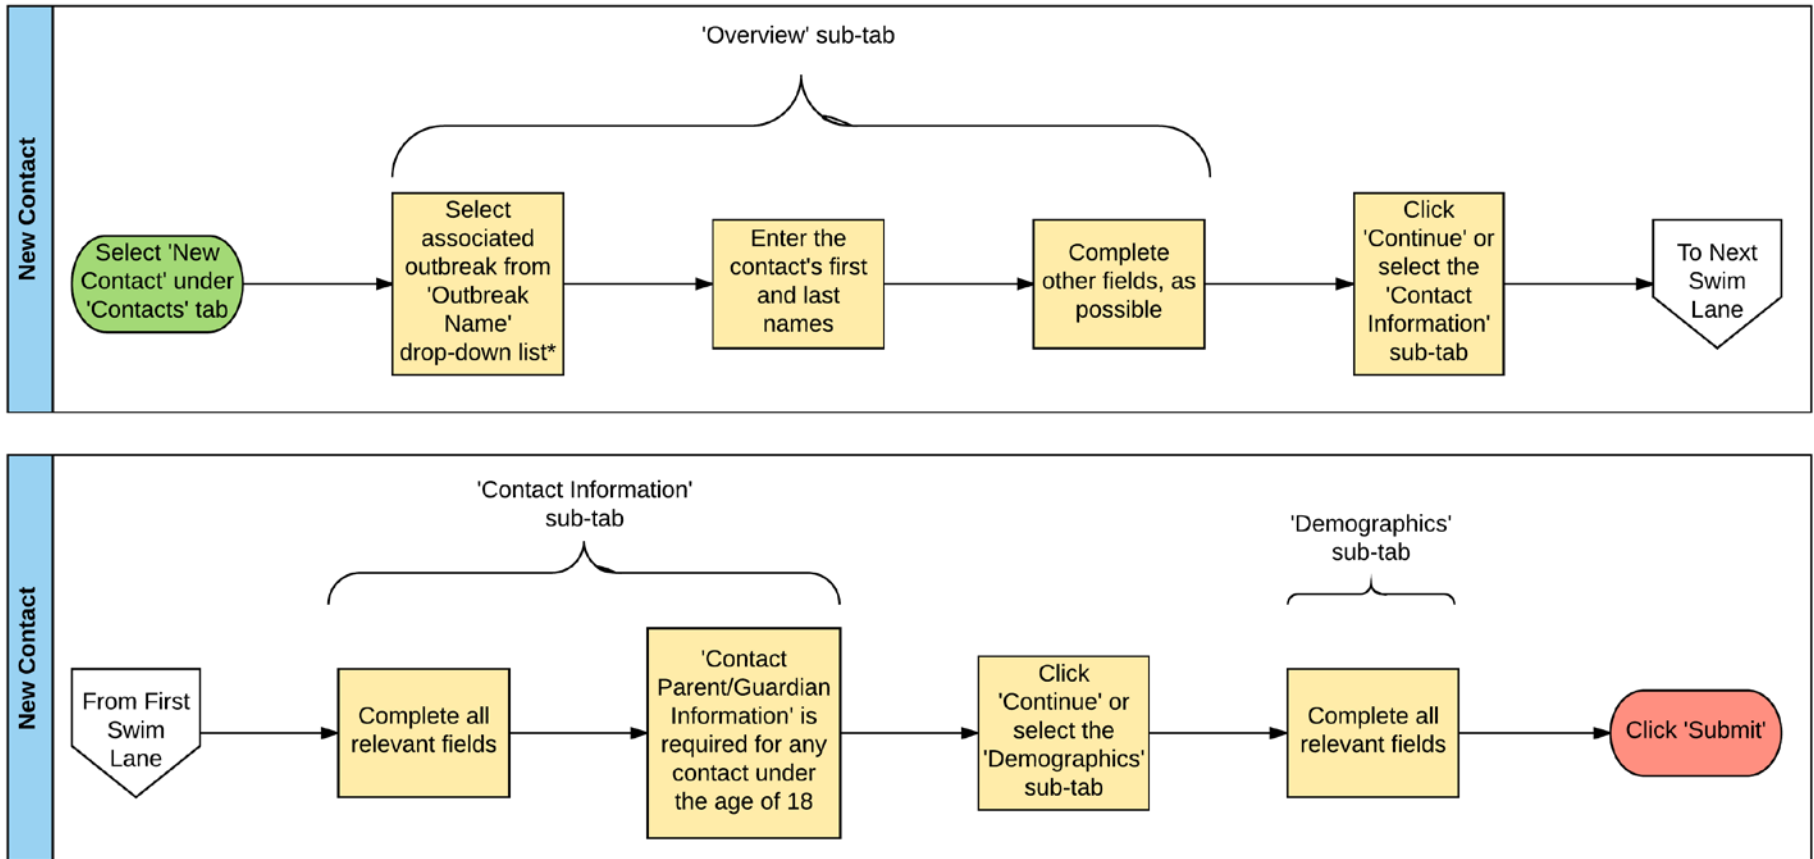 New Contact
'Overview' sub-tab
Select 'New
Contact' under
'Contacts' tab
Select
associated
outbreak from
'Outbreak
Name'
drop-down list*
Enter the
contact's first
and last
names
Complete
other fields, as
possible
Click
'Continue' or
select the
'Contact
Information'
sub-tab
To Next
Swim
Lane
New Contact
'Contact Information'
sub-tab
'Demographics'
sub-tab
From First
Swim
Lane
Complete all
relevant fields
'Contact
Parent/Guardian
Information' is
required for any
contact under
the age of 18
Click
'Continue' or
select the
'Demographics'
sub-tab
Complete all
relevant fields
Click 'Submit'